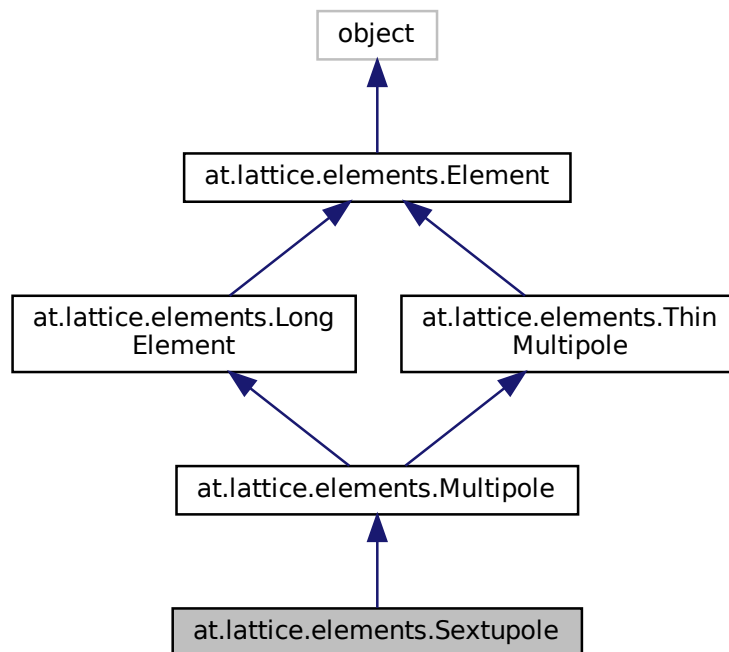 object
at.lattice.elements.Element
at.lattice.elements.Long
Element
at.lattice.elements.Thin
Multipole
at.lattice.elements.Multipole
at.lattice.elements.Sextupole